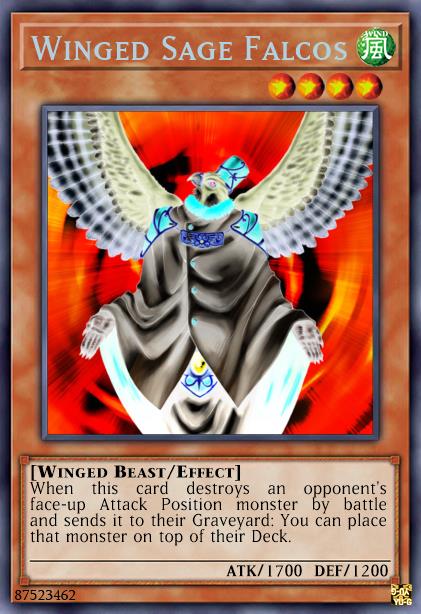 Winged Sage Falcos
WIND
風
[Winged Beast/Effect]
When this card destroys an opponent's
face-up Attack Position monster by battle
and sends it to their Graveyard: You can place
that monster on top of their Deck.
ATK/1700 DEF/1200
87523462